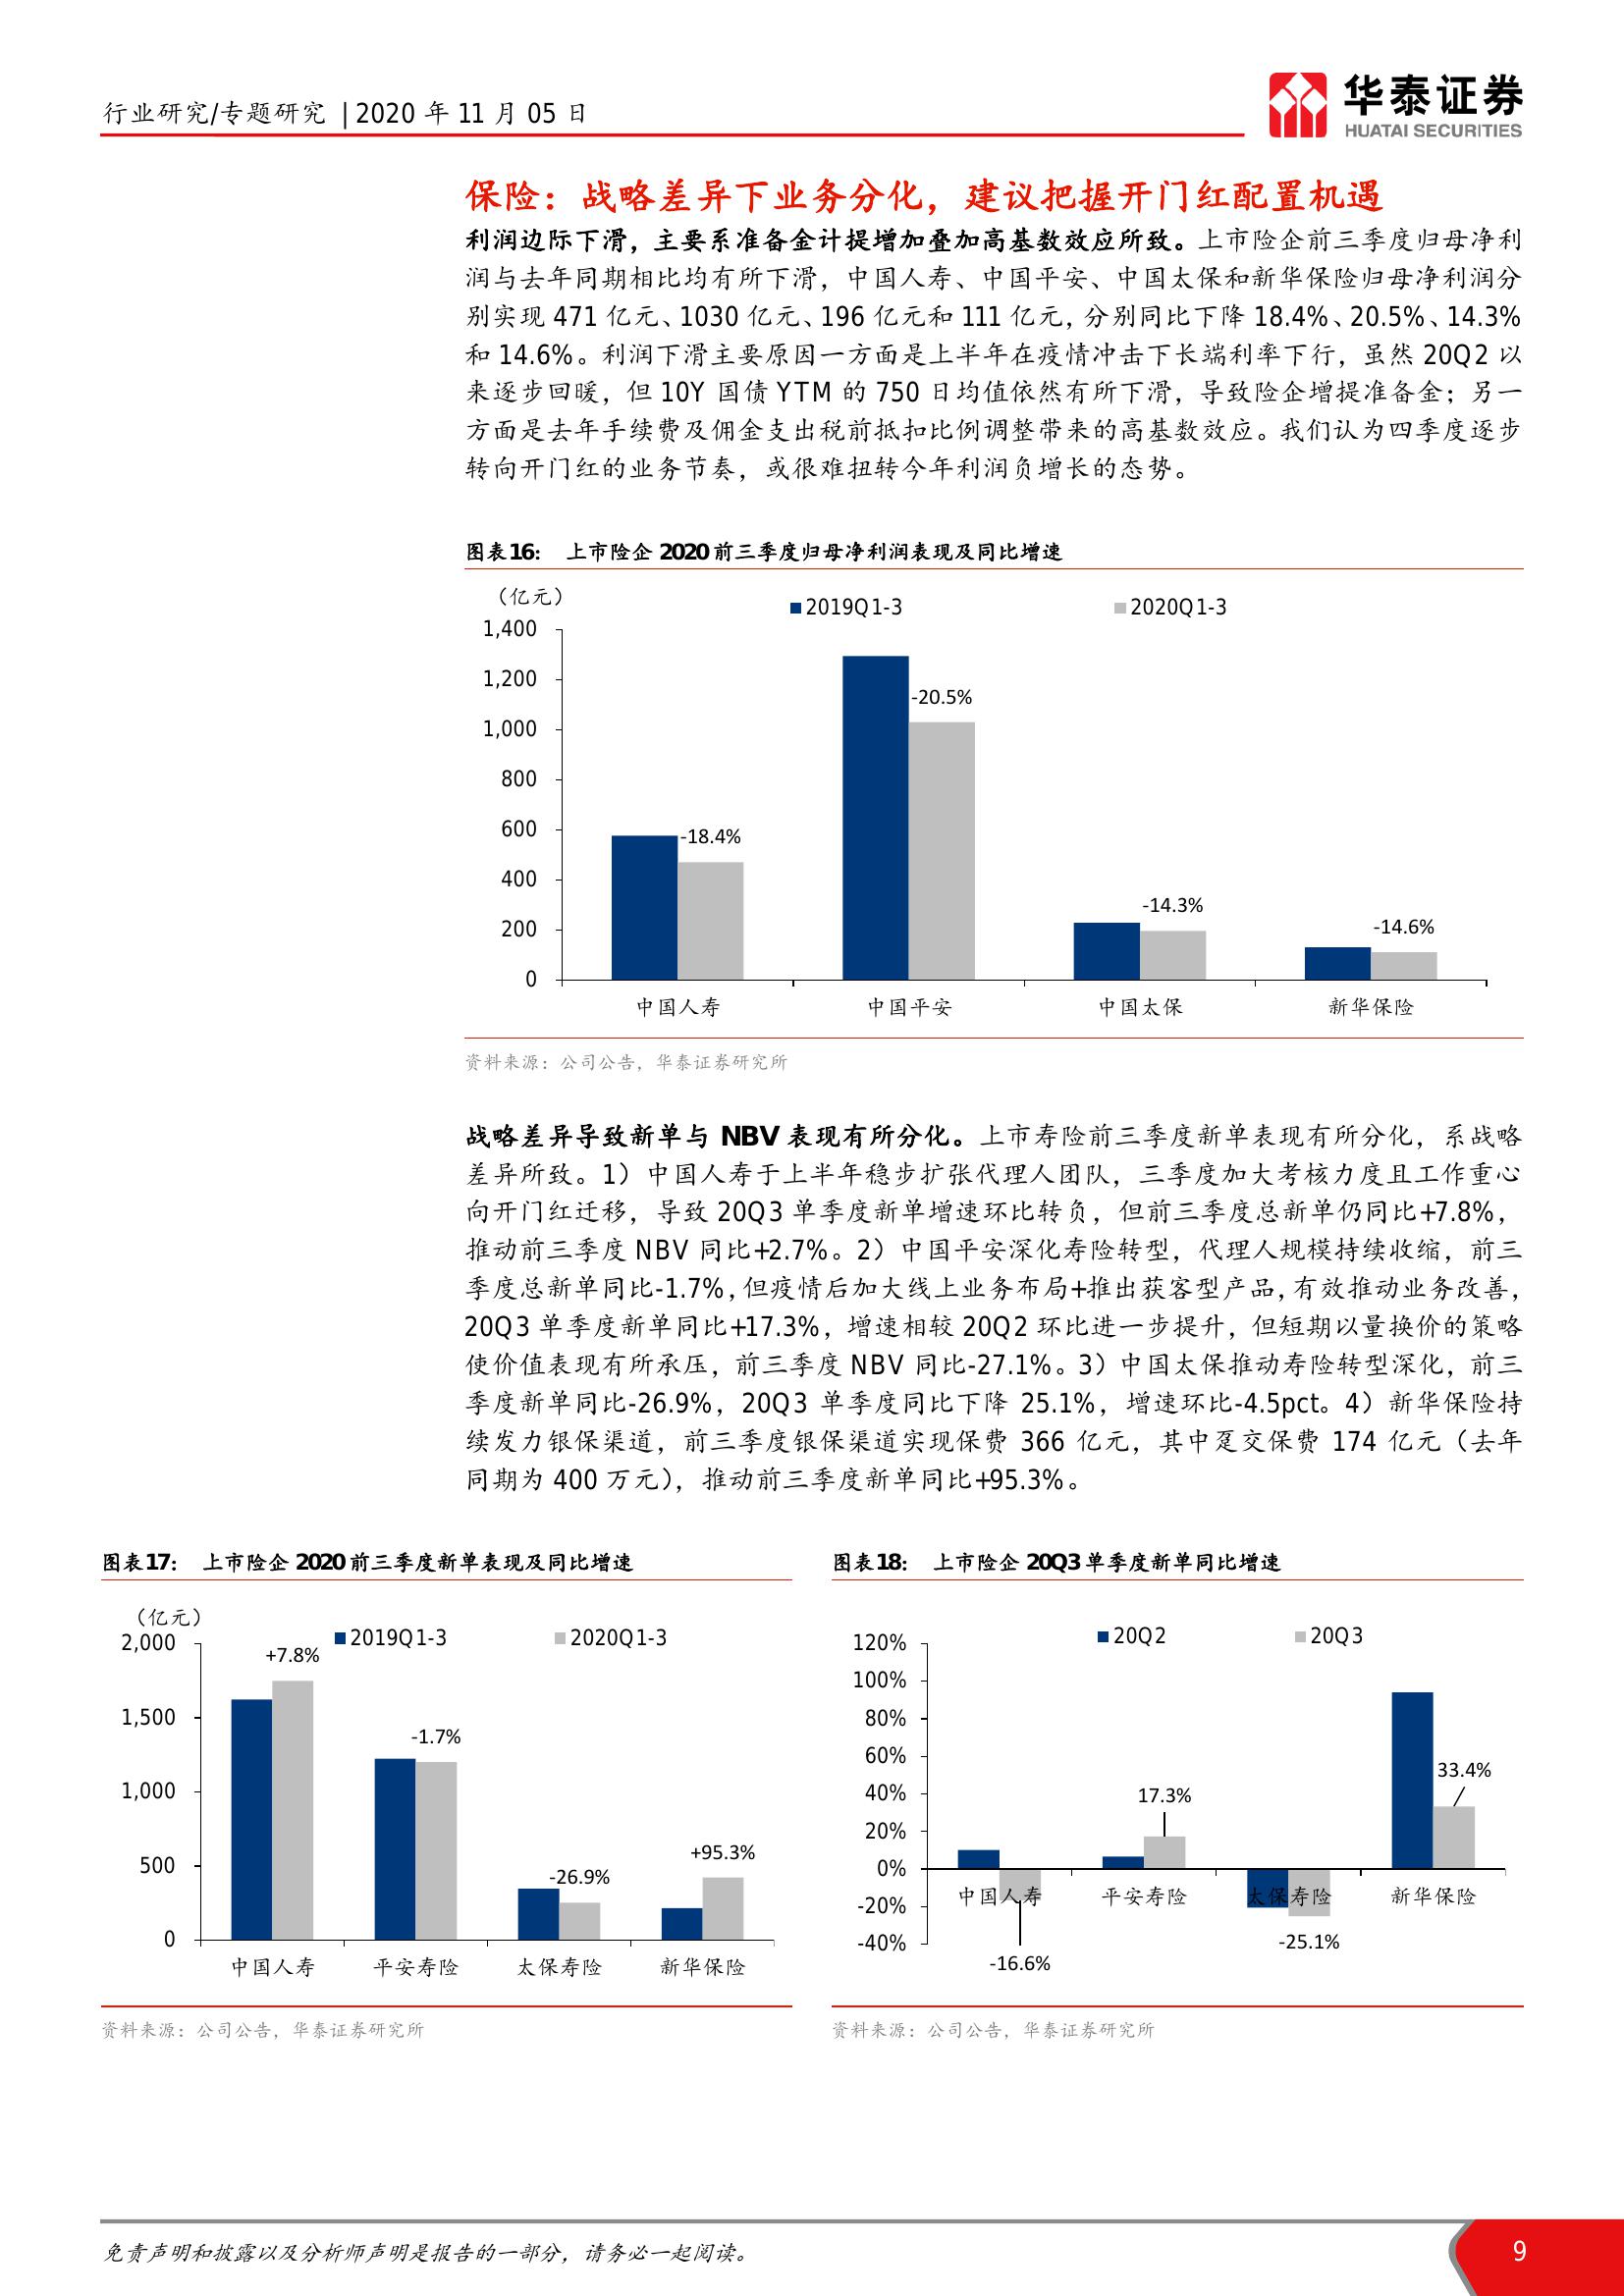 行业研究/专题研究 | 2020 年 11 月 05 日
华泰证券
HUATAI SECURITIES
保险：战略差异下业务分化，建议把握开门红配置机遇
利润边际下滑，主要系准备金计提增加叠加高基数效应所致。上市险企前三季度归母净利
润与去年同期相比均有所下滑，中国人寿、中国平安、中国太保和新华保险归母净利润分
别实现 471 亿元、1030 亿元、196 亿元和 111 亿元，分别同比下降 18.4%、20.5%、14.3%
和 14.6%。利润下滑主要原因一方面是上半年在疫情冲击下长端利率下行，虽然 20Q2 以
来逐步回暖，但 10Y 国债 YTM 的 750 日均值依然有所下滑，导致险企增提准备金；另一
方面是去年手续费及佣金支出税前抵扣比例调整带来的高基数效应。我们认为四季度逐步
转向开门红的业务节奏，或很难扭转今年利润负增长的态势。
图表16： 上市险企 2020 前三季度归母净利润表现及同比增速
（亿元）
2019Q1-3 2020Q1-3
1,400
1,200
1,000
800
600
400
200
0
-18.4%
-20.5%
-14.3%
-14.6%
中国人寿 中国平安 中国太保 新华保险
资料来源：公司公告，华泰证券研究所
战略差异导致新单与 NBV 表现有所分化。上市寿险前三季度新单表现有所分化，系战略
差异所致。1）中国人寿于上半年稳步扩张代理人团队，三季度加大考核力度且工作重心
向开门红迁移，导致 20Q3 单季度新单增速环比转负，但前三季度总新单仍同比+7.8%，
推动前三季度 NBV 同比+2.7%。2）中国平安深化寿险转型，代理人规模持续收缩，前三
季度总新单同比-1.7%，但疫情后加大线上业务布局+推出获客型产品，有效推动业务改善，
20Q3 单季度新单同比+17.3%，增速相较 20Q2 环比进一步提升，但短期以量换价的策略
使价值表现有所承压，前三季度 NBV 同比-27.1%。3）中国太保推动寿险转型深化，前三
季度新单同比-26.9%，20Q3 单季度同比下降 25.1%，增速环比-4.5pct。4）新华保险持
续发力银保渠道，前三季度银保渠道实现保费 366 亿元，其中趸交保费 174 亿元（去年
同期为 400 万元），推动前三季度新单同比+95.3%。
图表17： 上市险企 2020 前三季度新单表现及同比增速
（亿元）
2019Q1-3 2020Q1-3
2,000
1,500
1,000
500
0
+7.8%
-1.7%
-26.9%
+95.3%
中国人寿 平安寿险 太保寿险 新华保险
资料来源：公司公告，华泰证券研究所
图表18： 上市险企 20Q3 单季度新单同比增速
20Q2 20Q3
120%
100%
80%
60%
40%
20%
0%
-20%
-40%
-16.6%
17.3%
-25.1%
33.4%
中国人寿 平安寿险 太保寿险 新华保险
资料来源：公司公告，华泰证券研究所
免责声明和披露以及分析师声明是报告的一部分，请务必一起阅读。
9